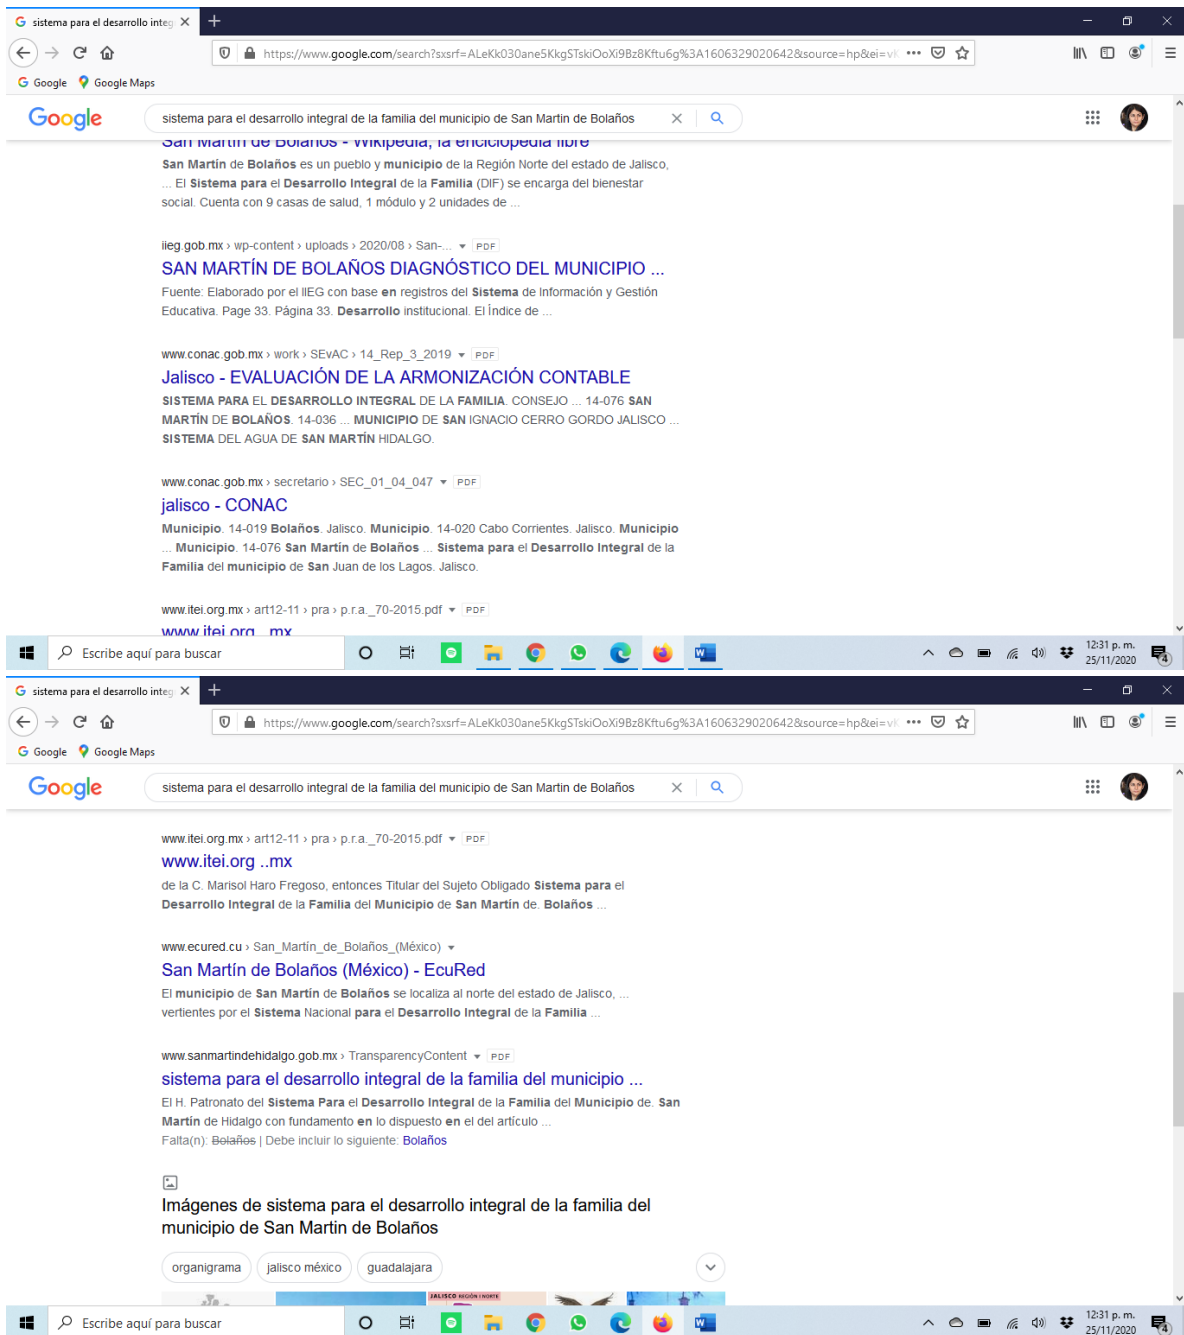 sistema para el desarrollo integ
https://www.google.com/search?sxsrf=ALeKk030ane5KkgSTskiOoXi9Bz8Kftu6g%3A1606329020642&source=hp&ei=vK
Google Google Maps
Google sistema para el desarrollo integral de la familia del municipio de San Martin de Bolaños
San Martín de Bolaños - Wikipedia, la enciclopedia libre
San Martín de Bolaños es un pueblo y municipio de la Región Norte del estado de Jalisco,
... El Sistema para el Desarrollo Integral de la Familia (DIF) se encarga del bienestar
social. Cuenta con 9 casas de salud, 1 módulo y 2 unidades de ...
iieg.gob.mx › wp-content › uploads › 2020/08 › San-... PDF
SAN MARTÍN DE BOLAÑOS DIAGNÓSTICO DEL MUNICIPIO ...
Fuente: Elaborado por el IIEG con base en registros del Sistema de Información y Gestión
Educativa. Page 33. Página 33. Desarrollo institucional. El Índice de ...
www.conac.gob.mx › work › SEvAC › 14_Rep_3_2019 PDF
Jalisco - EVALUACIÓN DE LA ARMONIZACIÓN CONTABLE
SISTEMA PARA EL DESARROLLO INTEGRAL DE LA FAMILIA. CONSEJO ... 14-076 SAN
MARTÍN DE BOLAÑOS. 14-036 ... MUNICIPIO DE SAN IGNACIO CERRO GORDO JALISCO ...
SISTEMA DEL AGUA DE SAN MARTÍN HIDALGO.
www.conac.gob.mx › secretario › SEC_01_04_047 PDF
jalisco - CONAC
Municipio. 14-019 Bolaños. Jalisco. Municipio. 14-020 Cabo Corrientes. Jalisco. Municipio
... Municipio. 14-076 San Martín de Bolaños ... Sistema para el Desarrollo Integral de la
Familia del municipio de San Juan de los Lagos. Jalisco.
www.itei.org.mx › art12-11 › pra › p.r.a._70-2015.pdf PDF
www.itei.org ..mx
Escribe aquí para buscar
12:31 p. m.
25/11/2020
4
sistema para el desarrollo integ
https://www.google.com/search?sxsrf=ALeKk030ane5KkgSTskiOoXi9Bz8Kftu6g%3A1606329020642&source=hp&ei=vK
Google Google Maps
Google sistema para el desarrollo integral de la familia del municipio de San Martin de Bolaños
www.itei.org.mx › art12-11 › pra › p.r.a._70-2015.pdf PDF
www.itei.org ..mx
de la C. Marisol Haro Fregoso, entonces Titular del Sujeto Obligado Sistema para el
Desarrollo Integral de la Familia del Municipio de San Martín de. Bolaños ...
www.ecured.cu › San_Martín_de_Bolaños_(México)
San Martín de Bolaños (México) - EcuRed
El municipio de San Martín de Bolaños se localiza al norte del estado de Jalisco, ...
vertientes por el Sistema Nacional para el Desarrollo Integral de la Familia ...
www.sanmartindehidalgo.gob.mx › TransparencyContent PDF
sistema para el desarrollo integral de la familia del municipio ...
El H. Patronato del Sistema Para el Desarrollo Integral de la Familia del Municipio de. San
Martín de Hidalgo con fundamento en lo dispuesto en el del artículo ...
Falta(n): Bolaños | Debe incluir lo siguiente: Bolaños
Imágenes de sistema para el desarrollo integral de la familia del
municipio de San Martin de Bolaños
organigrama jalisco méxico guadalajara
JALISCO REGIÓN 1 NORTE
Escribe aquí para buscar
12:31 p. m.
25/11/2020
4